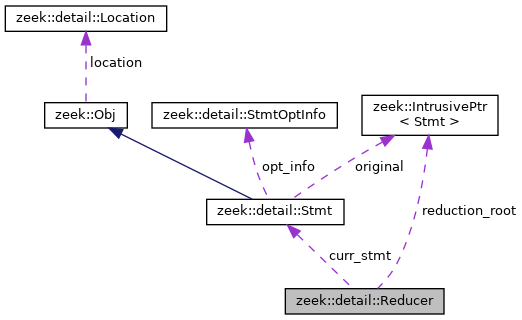 zeek::detail::Location
location
zeek::Obj
zeek::detail::StmtOptInfo
zeek::IntrusivePtr
< Stmt >
opt_info
original
zeek::detail::Stmt
reduction_root
curr_stmt
zeek::detail::Reducer